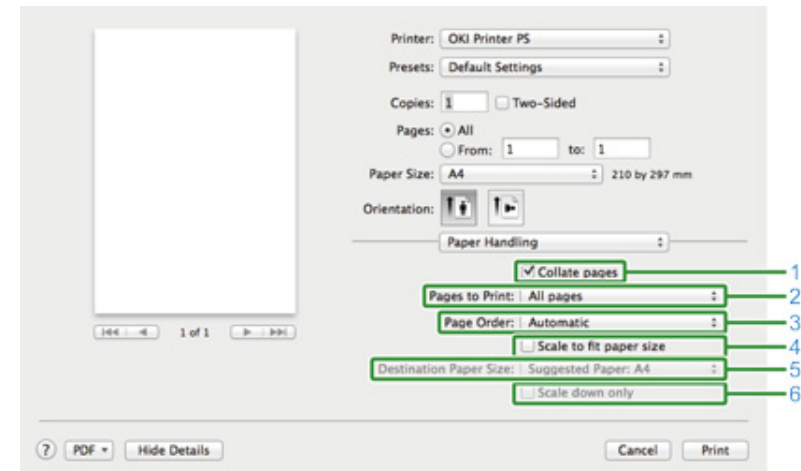 Printer: OKI Printer PS
Presets: Default Settings
Copies: 1 Two-Sided
Pages: All
From: 1 to: 1
Paper Size: A4 210 by 297 mm
Orientation:
Paper Handling
Collate pages 1
Pages to Print: All pages 2
Page Order: Automatic 3
1 of 1
Scale to fit paper size 4
Destination Paper Size: Suggested Paper: A4 5
Scale down only 6
? PDF Hide Details Cancel Print